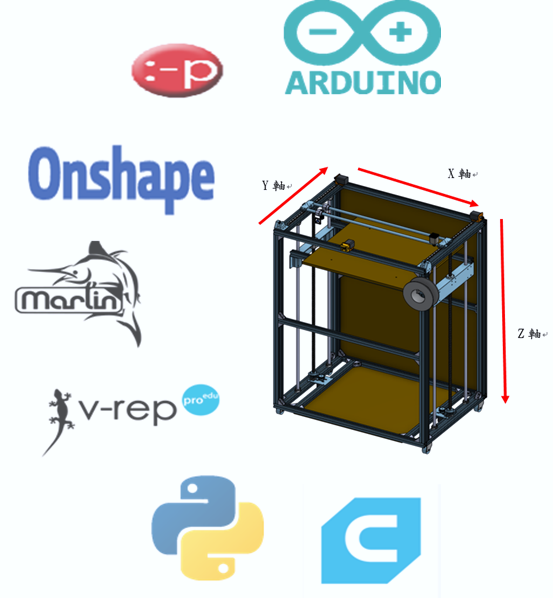 :-p
ARDUINO
Onshape
Y 軸
X 軸
Marlin
Z 軸
v-rep
pro edu
C